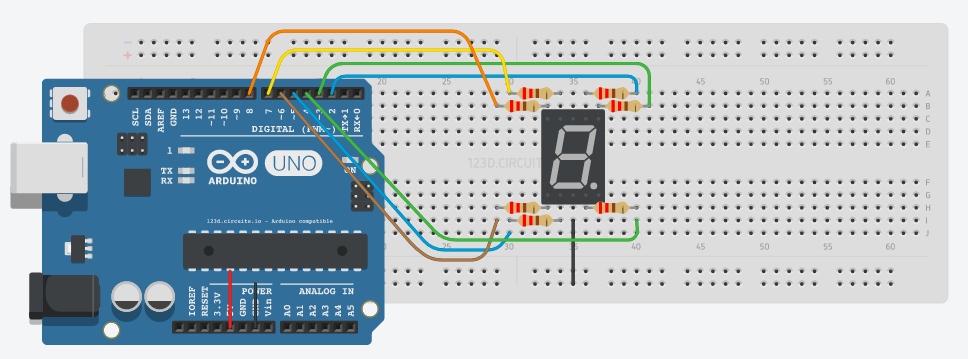 20 25 30 35 40 45 50 55 60
A
B
C
D
E
SCL
SDA
AREF
GND
13
12
~11
~10
~9
8
7
~6
~5
4
~3
2
TX→1
RX←0
DIGITAL (PWM~)
1
TX
RX
UNO
ON
ARDUINO
123D.CIRCUIT
F
G
H
I
J
123d.circuits.io - Arduino compatible
30 35 40 45 50 55 60
IOREF
RESET
3.3V
5V
GND
GND
Vin
POWER
ANALOG IN
A0
A1
A2
A3
A4
A5